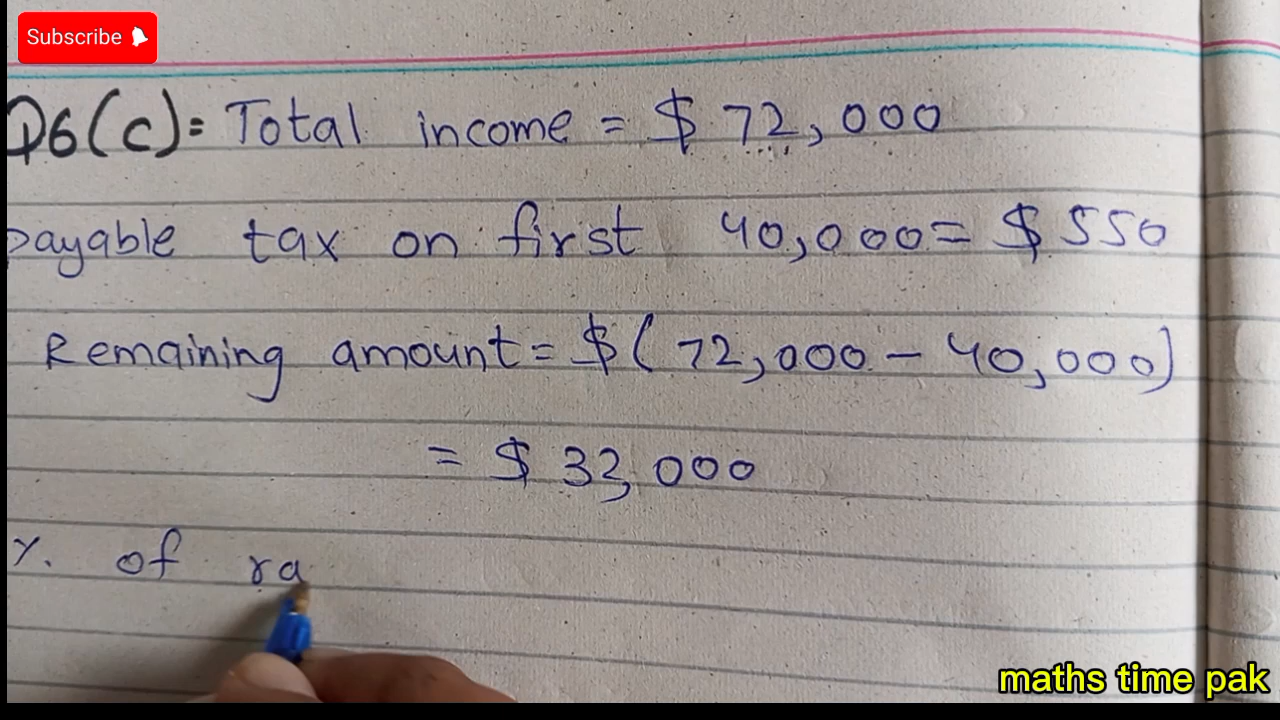 Subscribe
Q6(c)= Total income = $ 72,000
payable tax on first 40,000= $ 550
Remaining amount= $( 72,000 – 40,000)
= $ 32,000
%. of ra
maths time pak